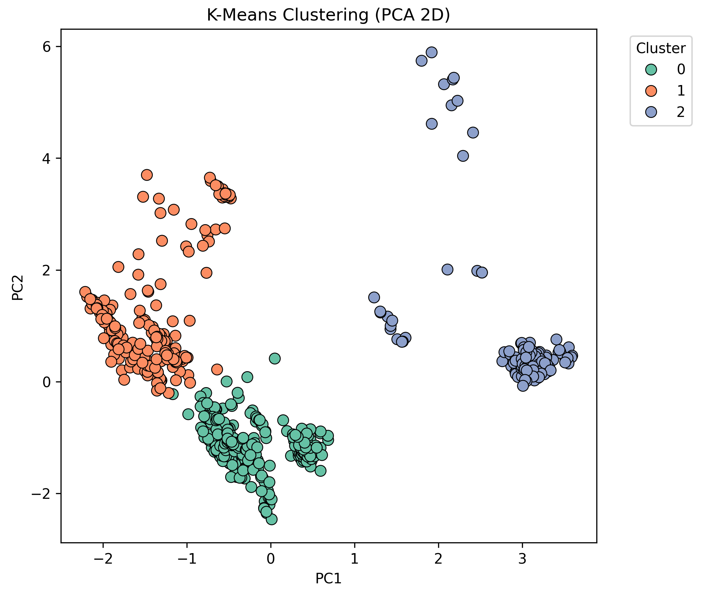 K-Means Clustering (PCA 2D)
Cluster
0
1
2
6
4
2
0
−2
PC2
−2 −1 0 1 2 3
PC1